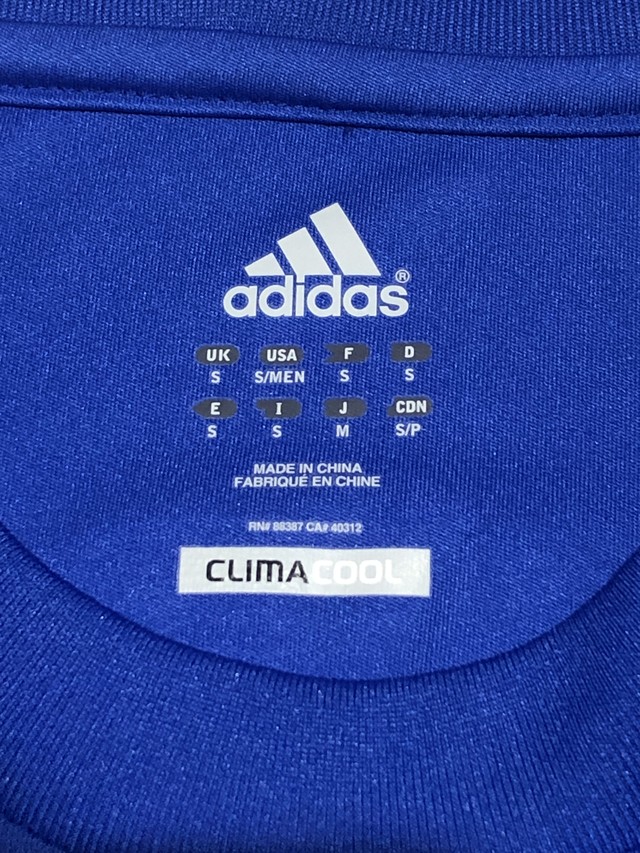 adidas®
UK USA F D
S S/MEN S S
E I J CDN
S S M S/P
MADE IN CHINA
FABRIQUÉ EN CHINE
RN# 88387 CA# 40312
CLIMACOOL